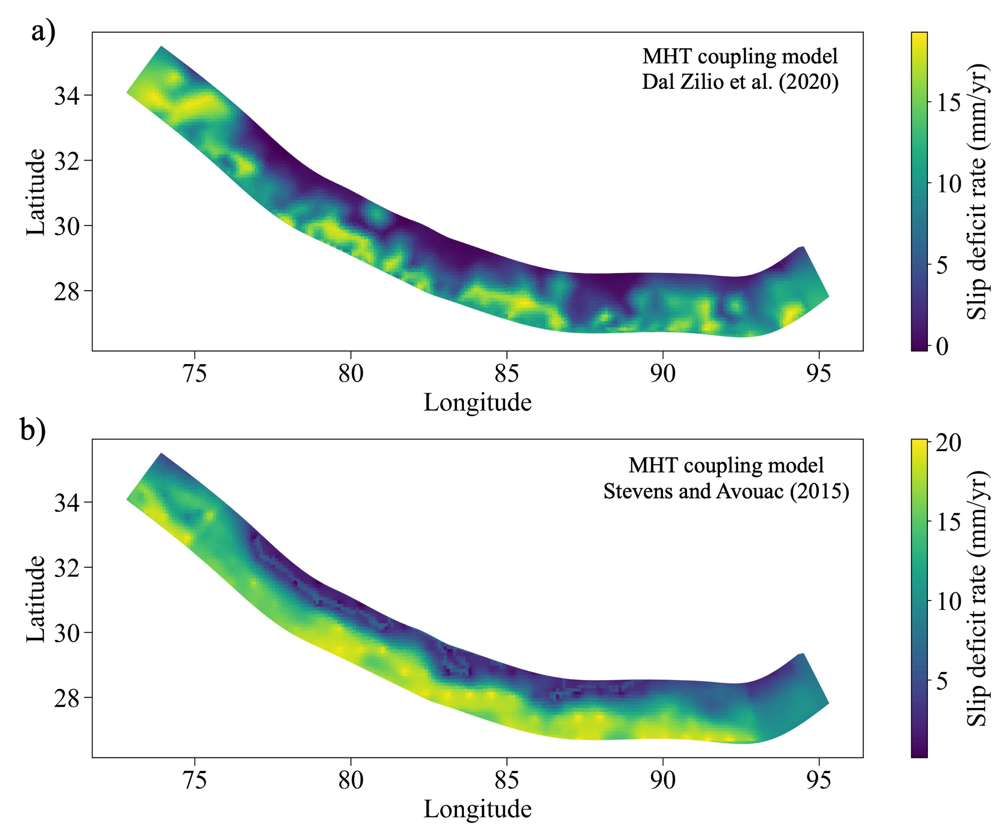 a)
MHT coupling model
Dal Zilio et al. (2020)
34
32
30
28
Latitude
75 80 85 90 95
Longitude
15
10
5
0
Slip deficit rate (mm/yr)
b)
MHT coupling model
Stevens and Avouac (2015)
34
32
30
28
Latitude
75 80 85 90 95
Longitude
20
15
10
5
Slip deficit rate (mm/yr)